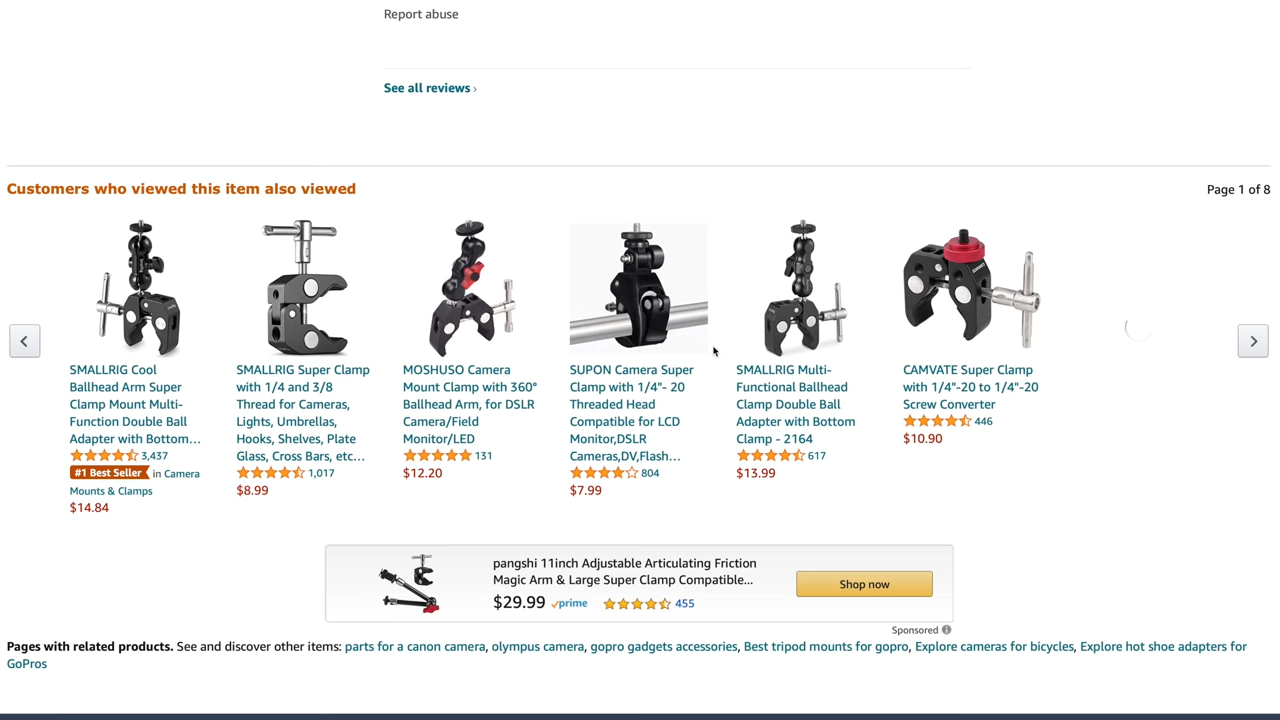 Report abuse
See all reviews ›
Customers who viewed this item also viewed
Page 1 of 8
SMALLRIG Cool
Ballhead Arm Super
Clamp Mount Multi-
Function Double Ball
Adapter with Bottom…
3,437
#1 Best Seller in Camera
Mounts & Clamps
$14.84
SMALLRIG Super Clamp
with 1/4 and 3/8
Thread for Cameras,
Lights, Umbrellas,
Hooks, Shelves, Plate
Glass, Cross Bars, etc…
1,017
$8.99
MOSHUSO Camera
Mount Clamp with 360°
Ballhead Arm, for DSLR
Camera/Field
Monitor/LED
131
$12.20
SUPON Camera Super
Clamp with 1/4"- 20
Threaded Head
Compatible for LCD
Monitor,DSLR
Cameras,DV,Flash…
804
$7.99
SMALLRIG Multi-
Functional Ballhead
Clamp Double Ball
Adapter with Bottom
Clamp - 2164
617
$13.99
CAMVATE Super Clamp
with 1/4"-20 to 1/4"-20
Screw Converter
446
$10.90
pangshi 11inch Adjustable Articulating Friction
Magic Arm & Large Super Clamp Compatible...
$29.99 prime 455
Shop now
Sponsored
Pages with related products. See and discover other items: parts for a canon camera, olympus camera, gopro gadgets accessories, Best tripod mounts for gopro, Explore cameras for bicycles, Explore hot shoe adapters for
GoPros